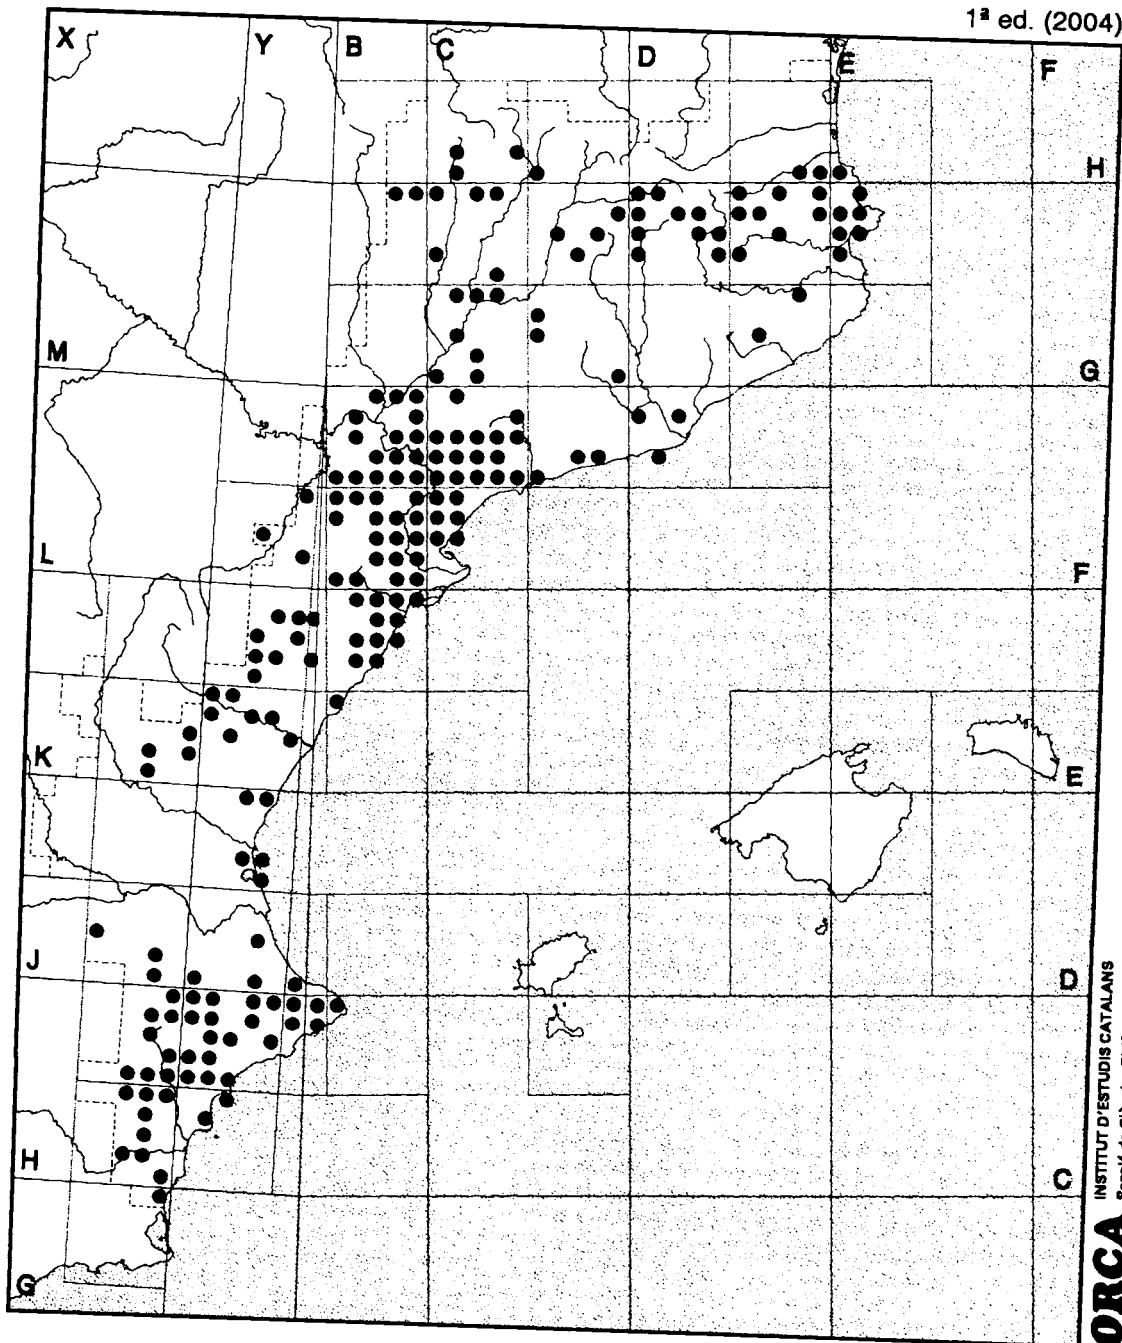 1ª ed. (2004)
X Y B C D E F
H
M G
L F
K E
J D
H C
G
ORCA INSTITUT D'ESTUDIS CATALANS